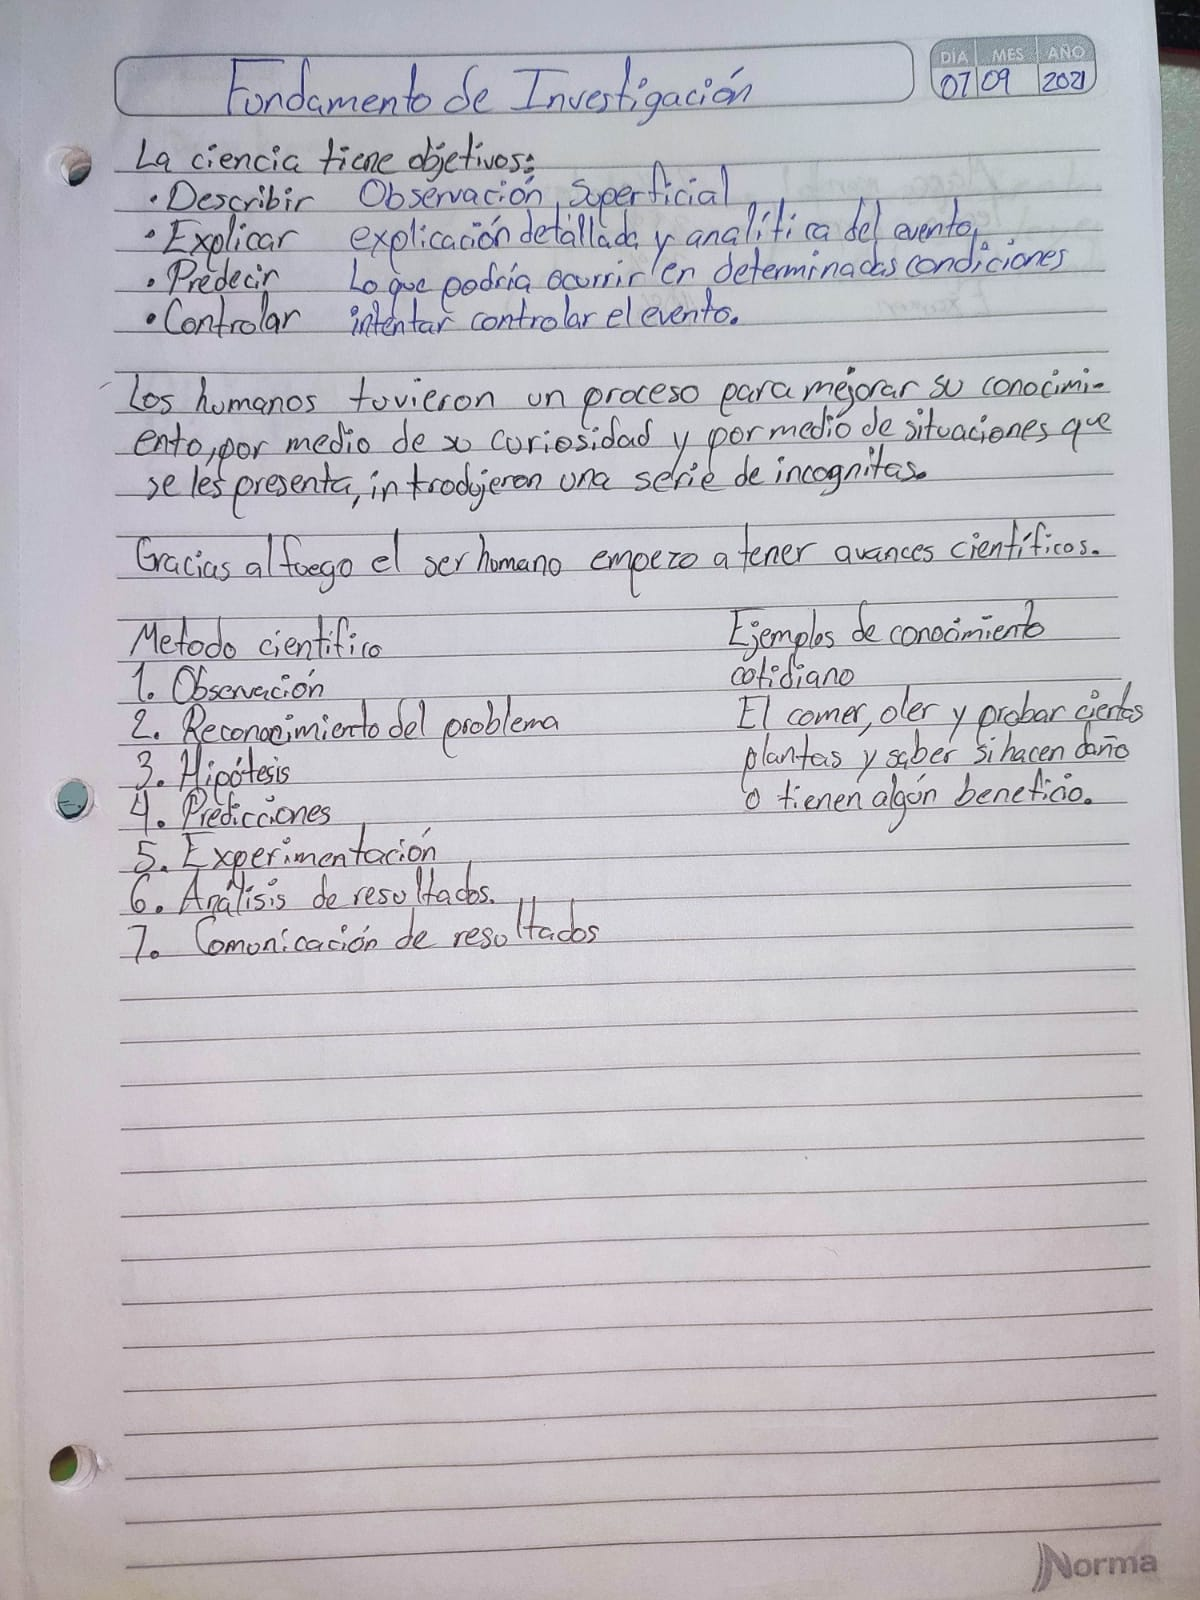 Fundamento de Investigación
DÍA MES AÑO
07 09 2021
La ciencia tiene objetivos:
• Describir Observación superficial
• Explicar explicación detallada y analítica del evento,
• Predecir Lo que podría ocurrir en determinadas condiciones
• Controlar intentar controlar el evento.
Los humanos tuvieron un proceso para mejorar su conocimi-
ento, por medio de su curiosidad y por medio de situaciones que
se les presenta, introdujeron una serie de incognitas.
Gracias al fuego el ser humano empezo a tener avances científicos.
Metodo científico
1. Observación
2. Reconocimiento del problema
3. Hipótesis
4. Predicciones
5. Experimentación
6. Análisis de resultados.
7. Comunicación de resultados
Ejemplos de conocimiento
cotidiano
El comer, oler y probar ciertas
plantas y saber si hacen daño
o tienen algún beneficio.
Norma